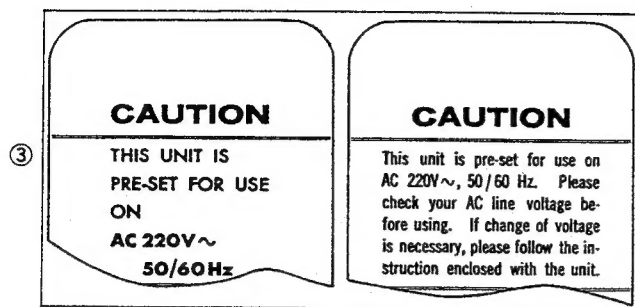 ③
CAUTION
THIS UNIT IS
PRE-SET FOR USE
ON
AC 220V~
50/60Hz
CAUTION
This unit is pre-set for use on
AC 220V~, 50/60 Hz. Please
check your AC line voltage be-
fore using. If change of voltage
is necessary, please follow the in-
struction enclosed with the unit.